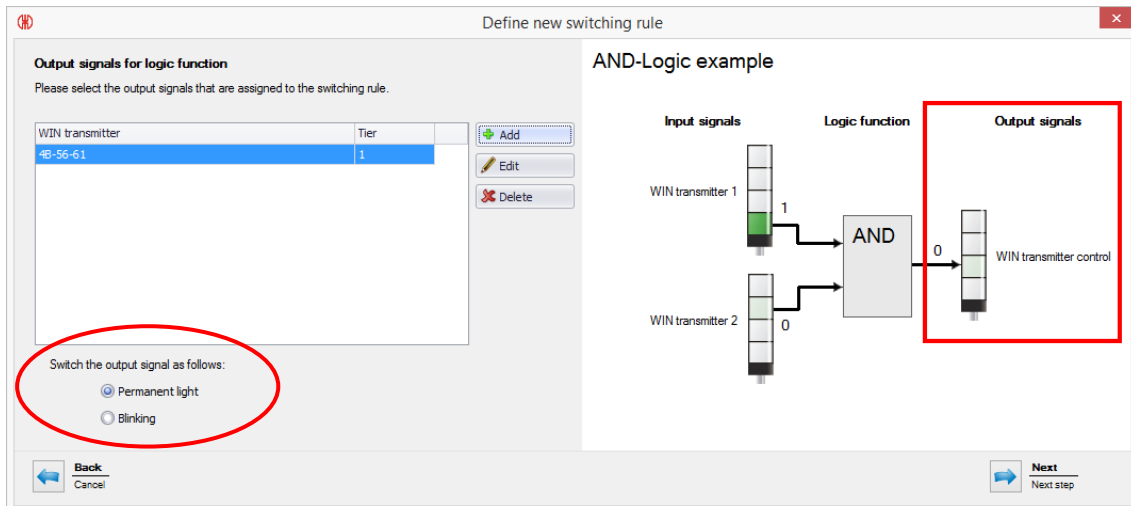 Define new switching rule
Output signals for logic function
Please select the output signals that are assigned to the switching rule.
WIN transmitter Tier
4B-56-61 1
Add
Edit
Delete
Switch the output signal as follows:
Permanent light
Blinking
AND-Logic example
Input signals Logic function Output signals
WIN transmitter 1
1
AND
0
WIN transmitter control
WIN transmitter 2
0
Back
Cancel
Next
Next step